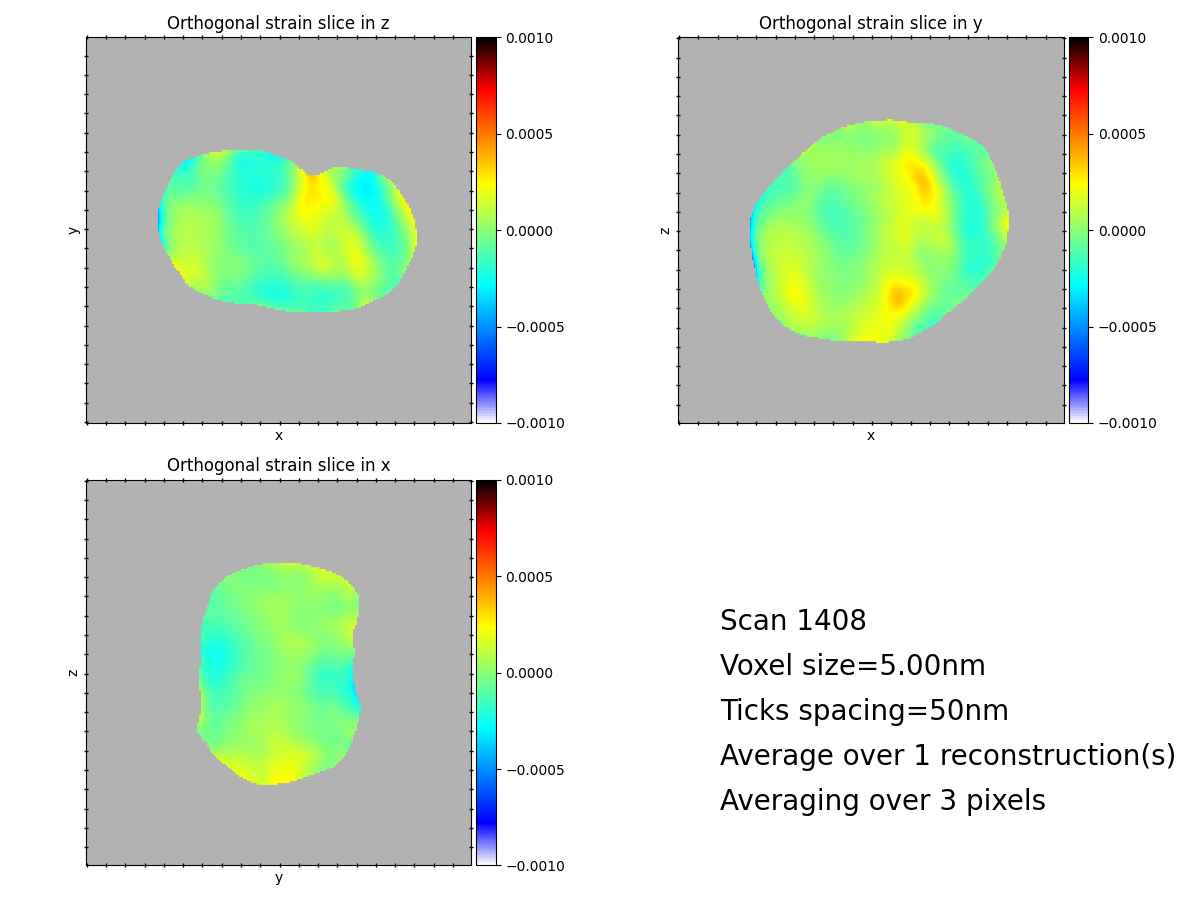 Orthogonal strain slice in z
0.0010
0.0005
0.0000
−0.0005
−0.0010
y
x
Orthogonal strain slice in y
0.0010
0.0005
0.0000
−0.0005
−0.0010
z
x
Orthogonal strain slice in x
0.0010
0.0005
0.0000
−0.0005
−0.0010
z
y
Scan 1408
Voxel size=5.00nm
Ticks spacing=50nm
Average over 1 reconstruction(s)
Averaging over 3 pixels